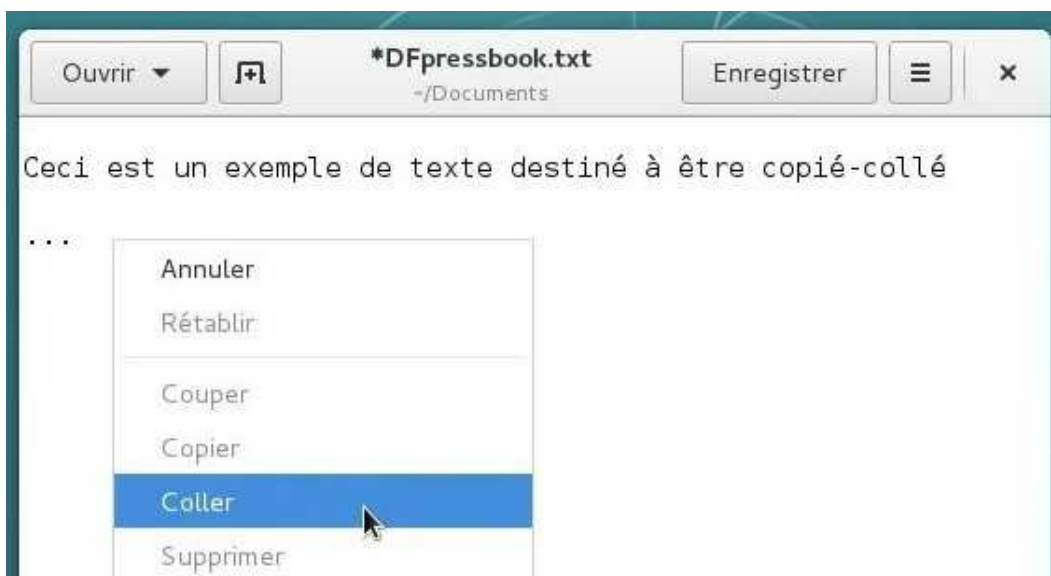 Ouvrir
*DFpressbook.txt
~/Documents
Enregistrer
Ceci est un exemple de texte destiné à être copié-collé
...
Annuler
Rétablir
Couper
Copier
Coller
Supprimer